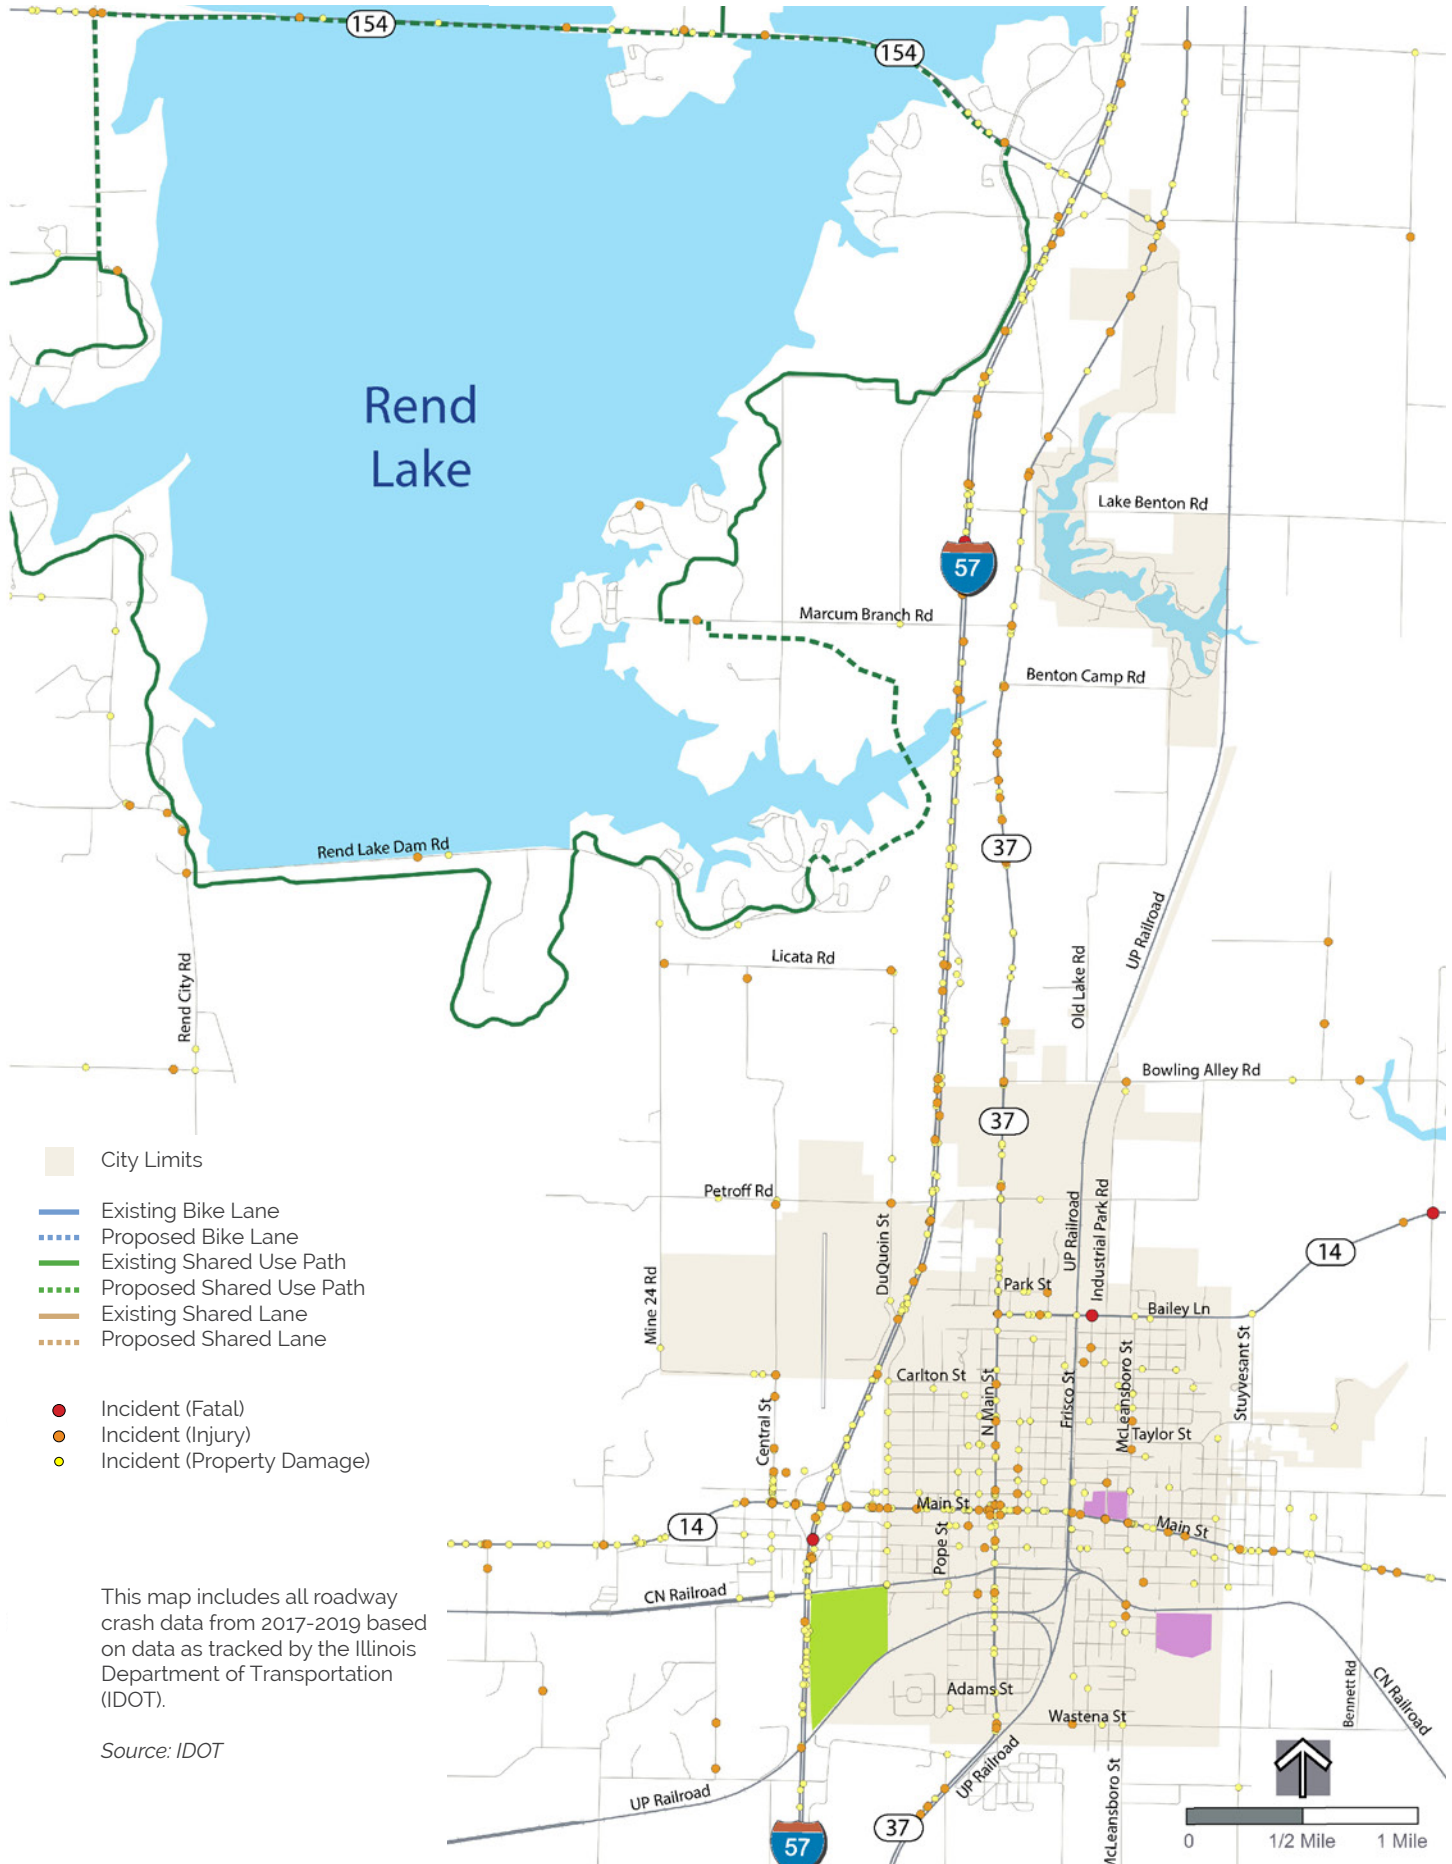 154
154
Rend
Lake
Lake Benton Rd
57
Marcum Branch Rd
Benton Camp Rd
Rend Lake Dam Rd
37
UP Railroad
Licata Rd
Old Lake Rd
Rend City Rd
Bowling Alley Rd
37
Petroff Rd
DuQuoin St
UP Railroad
Industrial Park Rd
14
Mine 24 Rd
Park St
Bailey Ln
Carlton St
N Main St
Frisco St
McLeansboro St
Stuyvesant St
Central St
Taylor St
Main St
14
Pope St
Main St
CN Railroad
Adams St
Wastena St
Bennett Rd
CN Railroad
UP Railroad
UP Railroad
McLeansboro St
37
57
City Limits
Existing Bike Lane
Proposed Bike Lane
Existing Shared Use Path
Proposed Shared Use Path
Existing Shared Lane
Proposed Shared Lane
Incident (Fatal)
Incident (Injury)
Incident (Property Damage)
This map includes all roadway
crash data from 2017-2019 based
on data as tracked by the Illinois
Department of Transportation
(IDOT).
Source: IDOT
0 1/2 Mile 1 Mile